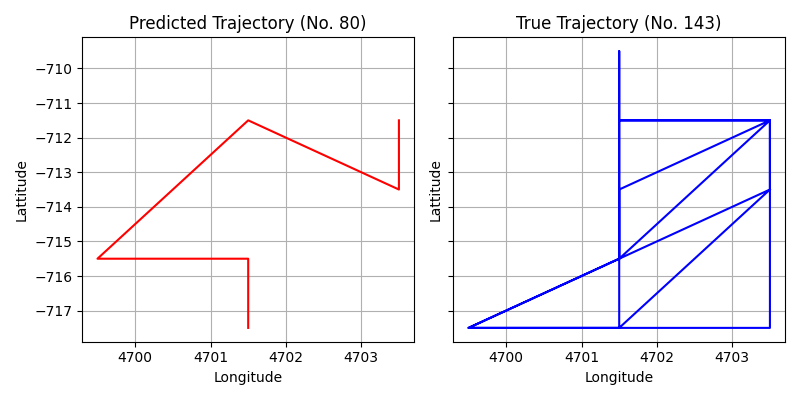 Predicted Trajectory (No. 80)
True Trajectory (No. 143)
−710
−711
−712
−713
−714
−715
−716
−717
Lattitude
4700
4701
4702
4703
Longitude
Lattitude
4700
4701
4702
4703
Longitude